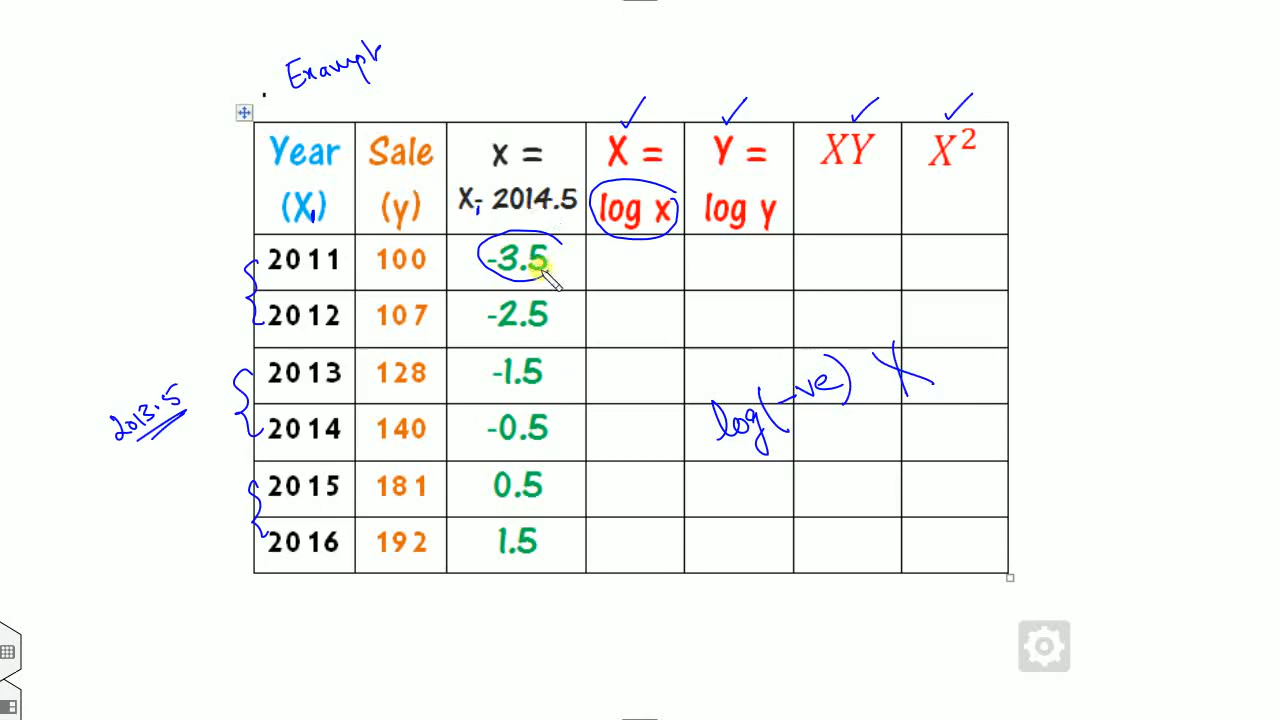 . Example
Year (X₁) Sale (y) x = X₁- 2014.5 X = log x Y = log y XY X²
2011 100 -3.5
2012 107 -2.5
2013 128 -1.5
2013.5
2014 140 -0.5
log(-ve) X
2015 181 0.5
2016 192 1.5